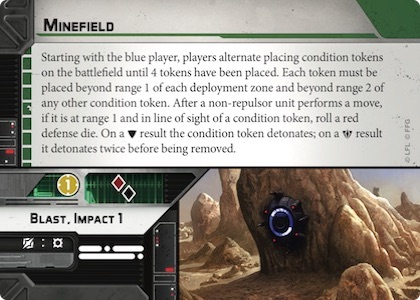 MINEFIELD
Starting with the blue player, players alternate placing condition tokens
on the battlefield until 4 tokens have been placed. Each token must be
placed beyond range 1 of each deployment zone and beyond range 2 of
any other condition token. After a non-repulsor unit performs a move,
if it is at range 1 and in line of sight of a condition token, roll a red
defense die. On a result the condition token detonates; on a result
it detonates twice before being removed.
© LFL © FFG
1
BLAST, IMPACT 1